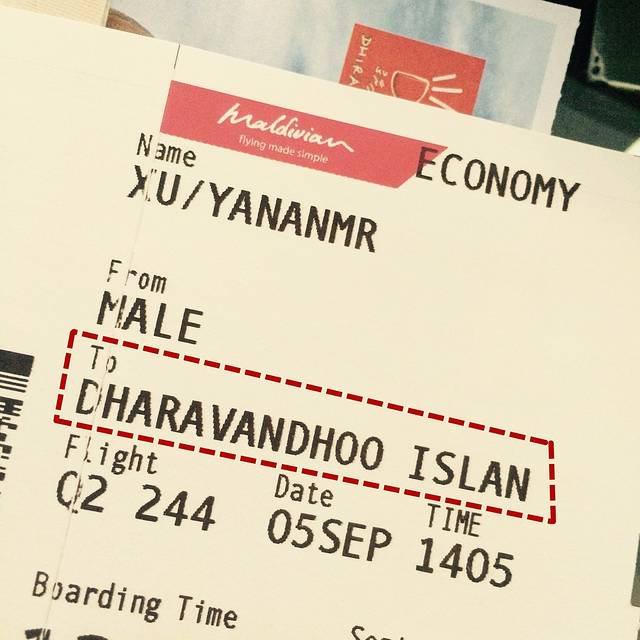 DHIRA
maldivian
flying made simple
ECONOMY
Name
XU/YANANMR
From
MALE
To
DHARAVANDHOO ISLAN
Flight Date TIME
Q2 244 05SEP 1405
Boarding Time